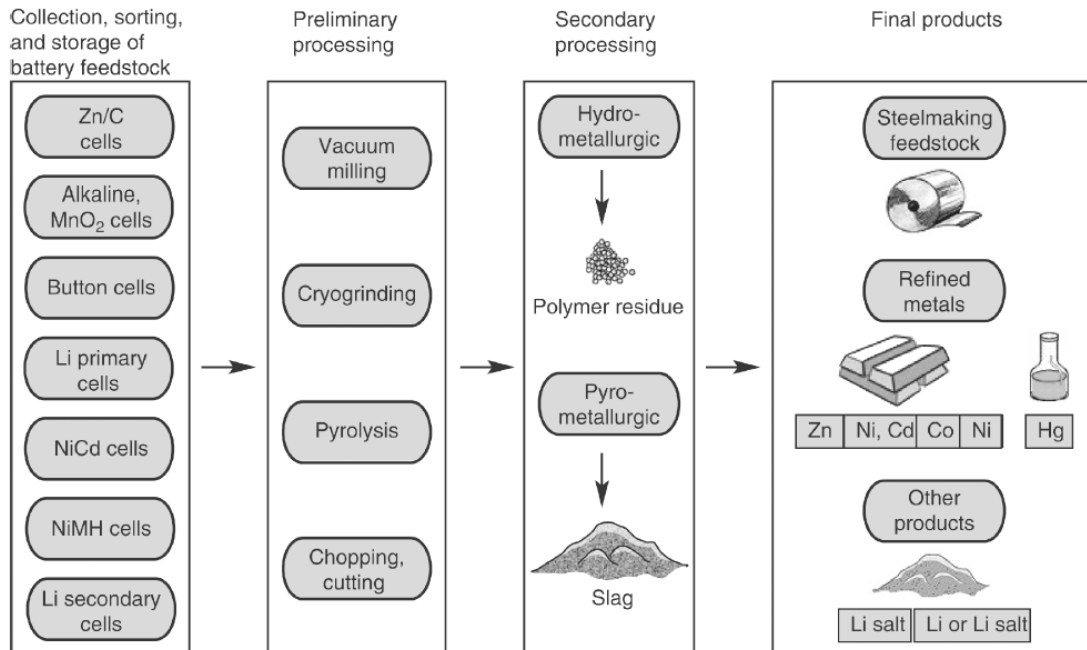 Collection, sorting,
and storage of
battery feedstock
Zn/C
cells
Alkaline,
MnO₂ cells
Button cells
Li primary
cells
NiCd cells
NiMH cells
Li secondary
cells
Preliminary
processing
Vacuum
milling
Cryogrinding
Pyrolysis
Chopping,
cutting
Secondary
processing
Hydro-
metallurgic
Polymer residue
Pyro-
metallurgic
Slag
Final products
Steelmaking
feedstock
Refined
metals
Zn Ni, Cd Co Ni Hg
Other
products
Li salt Li or Li salt